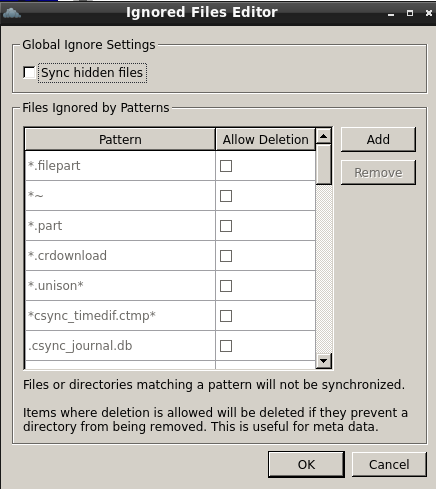 Ignored Files Editor
Global Ignore Settings
Sync hidden files
Files Ignored by Patterns
Pattern Allow Deletion
Add
*.filepart
Remove
*~
*.part
*.crdownload
*.unison*
*csync_timedif.ctmp*
.csync_journal.db
Files or directories matching a pattern will not be synchronized.
Items where deletion is allowed will be deleted if they prevent a
directory from being removed. This is useful for meta data.
OK Cancel